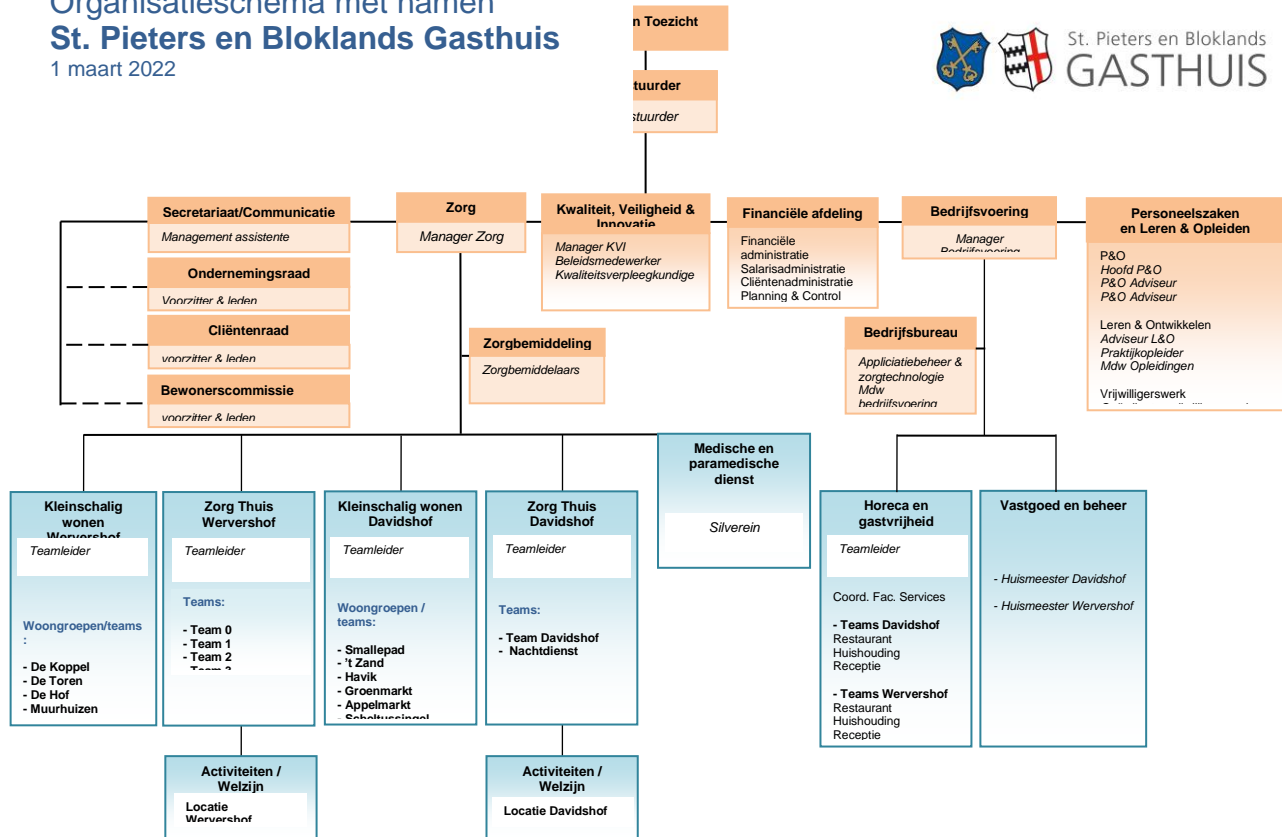 Organisatieschema met namen
St. Pieters en Bloklands Gasthuis
1 maart 2022
n Toezicht
tuurder
stuurder
St. Pieters en Bloklands
GASTHUIS
Secretariaat/Communicatie
Management assistente
Ondernemingsraad
Voorzitter & leden
Cliëntenraad
voorzitter & leden
Bewonerscommissie
voorzitter & leden
Zorg
Manager Zorg
Kwaliteit, Veiligheid &
Innovatie
Manager KVI
Beleidsmedewerker
Kwaliteitsverpleegkundige
Financiële afdeling
Financiële
administratie
Salarisadministratie
Cliëntenadministratie
Planning & Control
Bedrijfsvoering
Manager
Bedrijfsvoering
Personeelszaken
en Leren & Opleiden
P&O
Hoofd P&O
P&O Adviseur
P&O Adviseur
Leren & Ontwikkelen
Adviseur L&O
Praktijkopleider
Mdw Opleidingen
Vrijwilligerswerk
Zorgbemiddeling
Zorgbemiddelaars
Bedrijfsbureau
Appliciatiebeheer &
zorgtechnologie
Mdw
bedrijfsvoering
Medische en
paramedische
dienst
Silverein
Kleinschalig
wonen
Wervershof
Teamleider
Woongroepen/teams
:
- De Koppel
- De Toren
- De Hof
- Muurhuizen
Zorg Thuis
Wervershof
Teamleider
Teams:
- Team 0
- Team 1
- Team 2
- Team 3
Kleinschalig wonen
Davidshof
Teamleider
Woongroepen /
teams:
- Smallepad
- 't Zand
- Havik
- Groenmarkt
- Appelmarkt
- Scheltussingel
Zorg Thuis
Davidshof
Teamleider
Teams:
- Team Davidshof
- Nachtdienst
Horeca en
gastvrijheid
Teamleider
Coord. Fac. Services
- Teams Davidshof
Restaurant
Huishouding
Receptie
- Teams Wervershof
Restaurant
Huishouding
Receptie
Vastgoed en beheer
- Huismeester Davidshof
- Huismeester Wervershof
Activiteiten /
Welzijn
Locatie
Wervershof
Activiteiten /
Welzijn
Locatie Davidshof